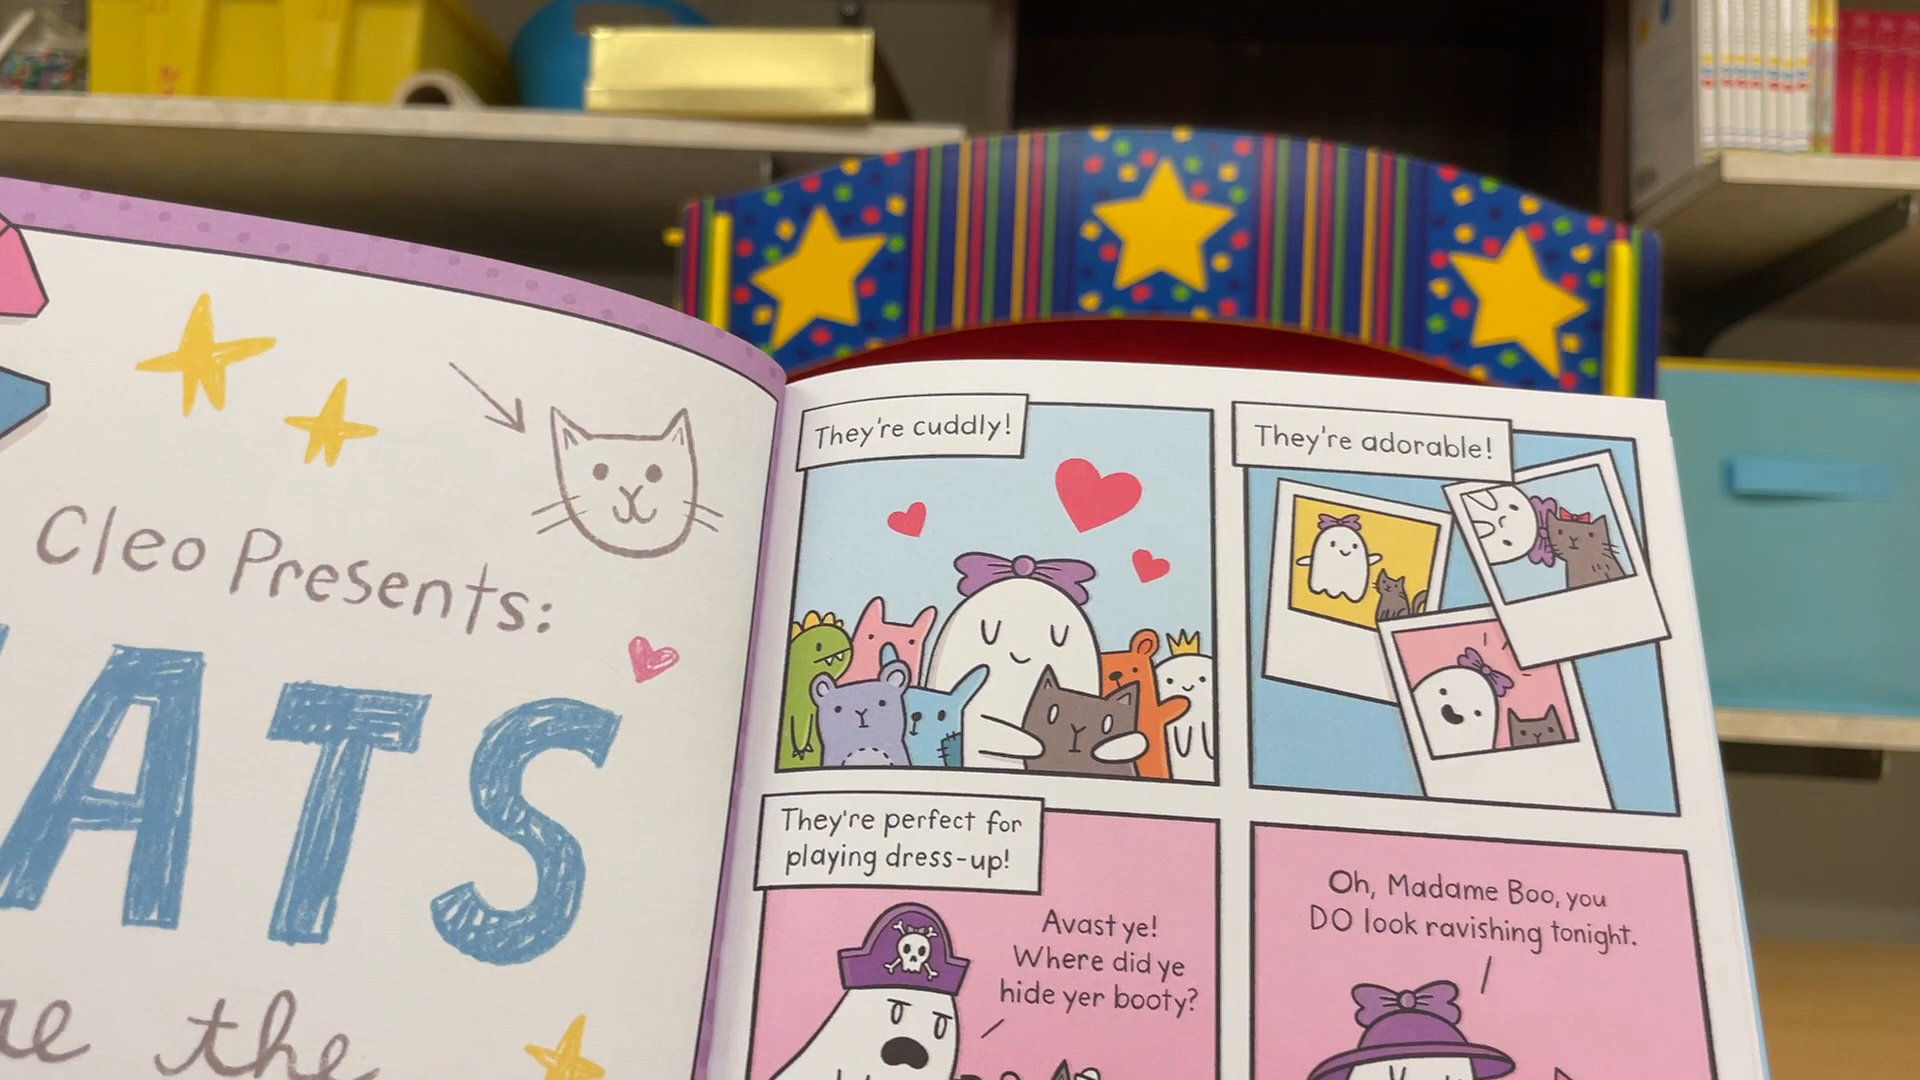 Cleo Presents:
ATS
the
They're cuddly!
They're adorable!
They're perfect for
playing dress-up!
Avast ye!
Where did ye
hide yer booty?
Oh, Madame Boo, you
DO look ravishing tonight.